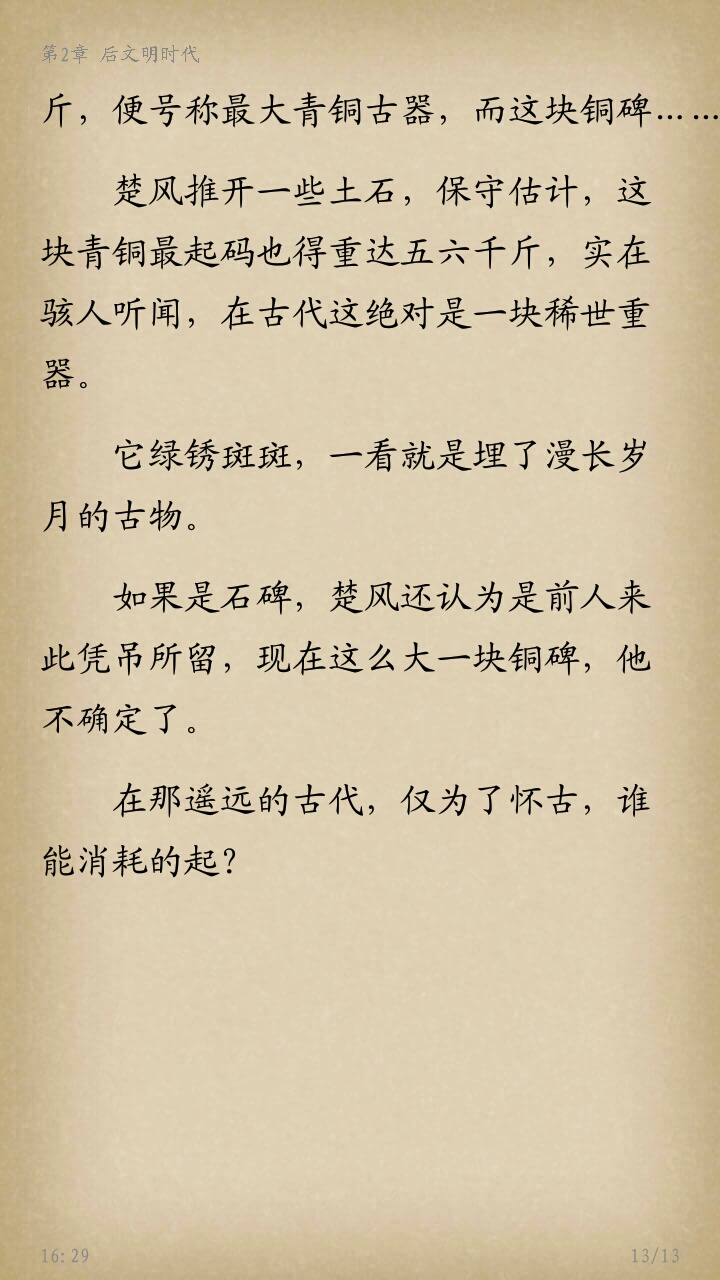 第2章 后文明时代
斤，便号称最大青铜古器，而这块铜碑……
楚风推开一些土石，保守估计，这
块青铜最起码也得重达五六千斤，实在
骇人听闻，在古代这绝对是一块稀世重
器。
它绿锈斑斑，一看就是埋了漫长岁
月的古物。
如果是石碑，楚风还认为是前人来
此凭吊所留，现在这么大一块铜碑，他
不确定了。
在那遥远的古代，仅为了怀古，谁
能消耗的起？
16:29
13/13